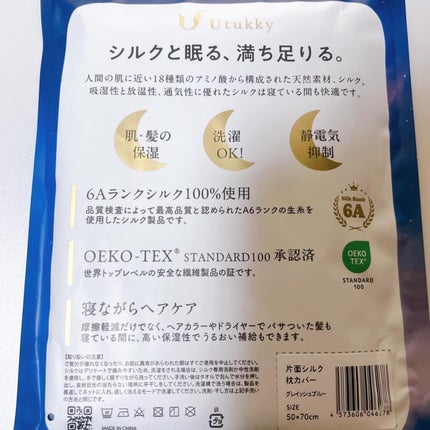 Utukky
シルクと眠る、満ち足りる。
人間の肌に近い18種類のアミノ酸から構成された天然素材、シルク。
吸湿性と放湿性、通気性に優れたシルクは寝ている間も快適です。
肌・髪の
保湿
洗濯
OK!
静電気
抑制
6Aランクシルク100%使用
品質検査によって最高品質と認められたA6ランクの生糸を
使用したシルク製品です。
Silk Rank
6A
OEKO-TEX® STANDARD100 承認済
世界トップレベルの安全な繊維製品の証です。
OEKO
TEX®
STANDARD
100
寝ながらヘアケア
摩擦軽減だけでなく、ヘアカラーやドライヤーでパサついた髪も
寝ている間に、高い保湿性でうるおい補給もできます。
【取り扱いの注意】
片面シルク
枕カバー
グレイッシュブルー
SIZE
50×70cm
MADE IN CHINA